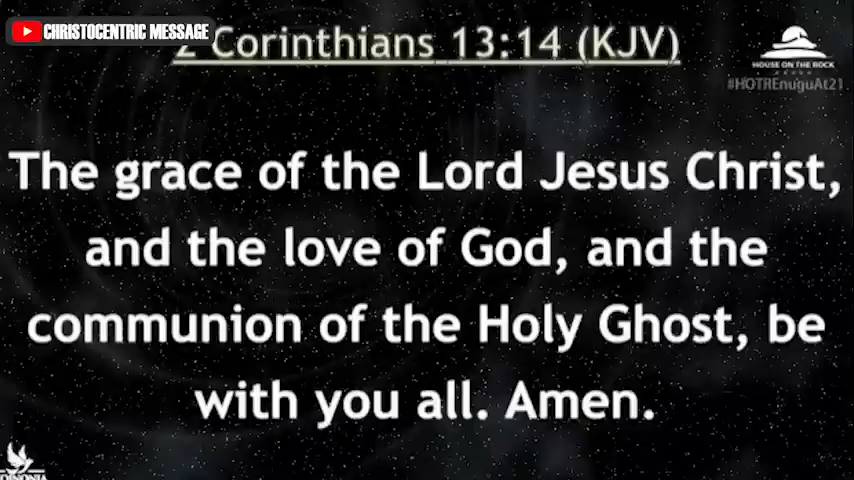 CHRISTOCENTRIC MESSAGE
2 Corinthians 13:14 (KJV)
HOUSE ON THE ROCK
#HOTREnuguAt21
The grace of the Lord Jesus Christ,
and the love of God, and the
communion of the Holy Ghost, be
with you all. Amen.